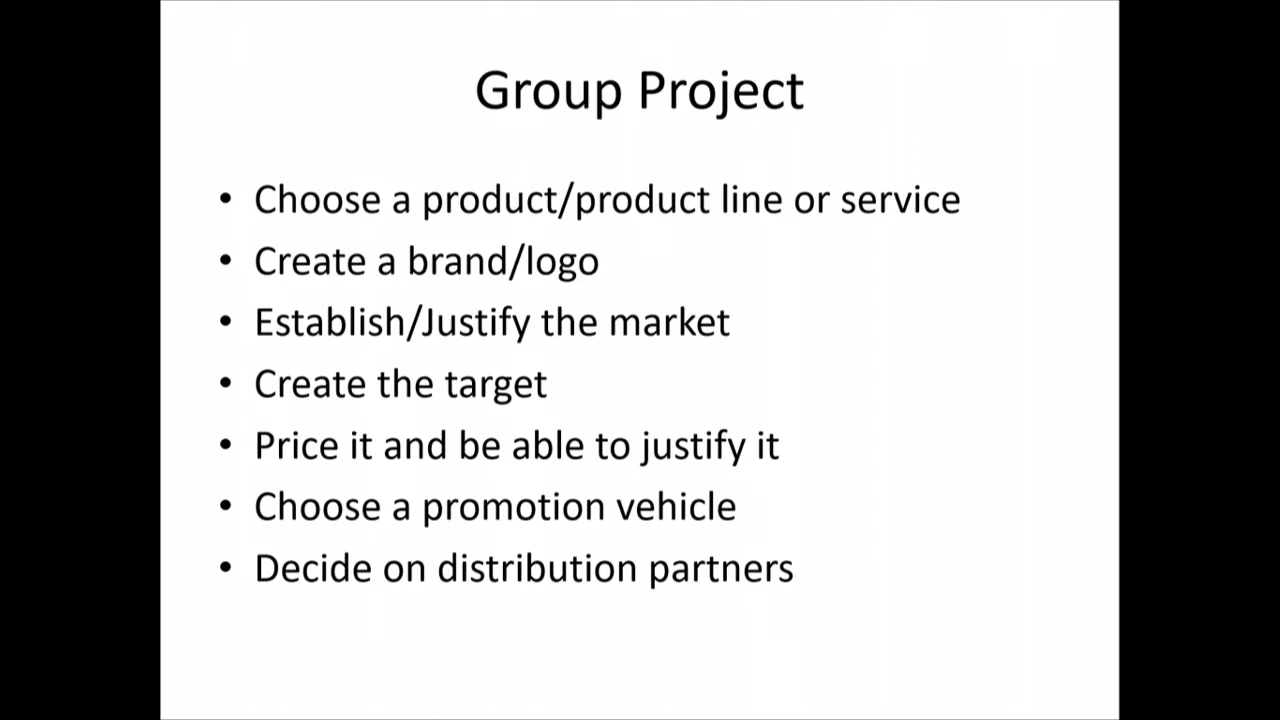 Group Project
• Choose a product/product line or service
• Create a brand/logo
• Establish/Justify the market
• Create the target
• Price it and be able to justify it
• Choose a promotion vehicle
• Decide on distribution partners